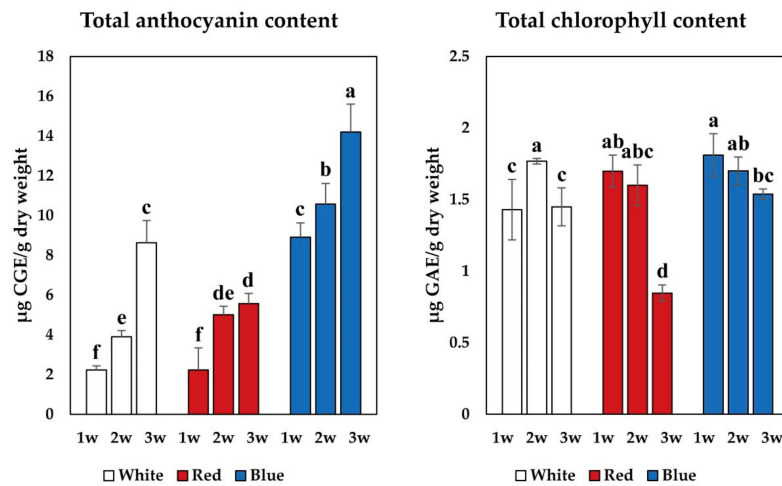 Total anthocyanin content
µg CGE/g dry weight
18
16
14
12
10
8
6
4
2
0
f
e
c
f
de
d
c
b
a
1w 2w 3w 1w 2w 3w 1w 2w 3w
White Red Blue
Total chlorophyll content
µg GAE/g dry weight
2.5
2
1.5
1
0.5
0
c
a
c
ab
abc
d
a
ab
bc
1w 2w 3w 1w 2w 3w 1w 2w 3w
White Red Blue